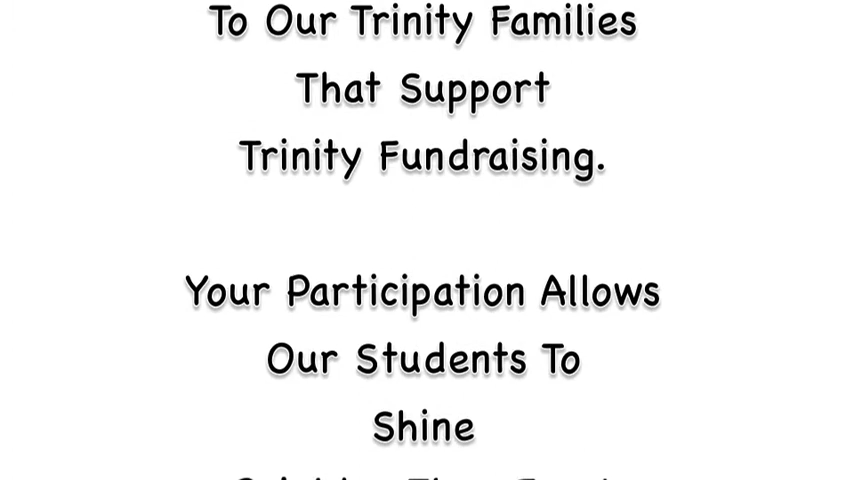 To Our Trinity Families
That Support
Trinity Fundraising.
Your Participation Allows
Our Students To
Shine